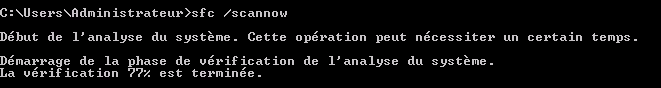 C:\Users\Administrateur>sfc /scannow
Début de l'analyse du système. Cette opération peut nécessiter un certain temps.
Démarrage de la phase de vérification de l'analyse du système.
La vérification 77% est terminée.